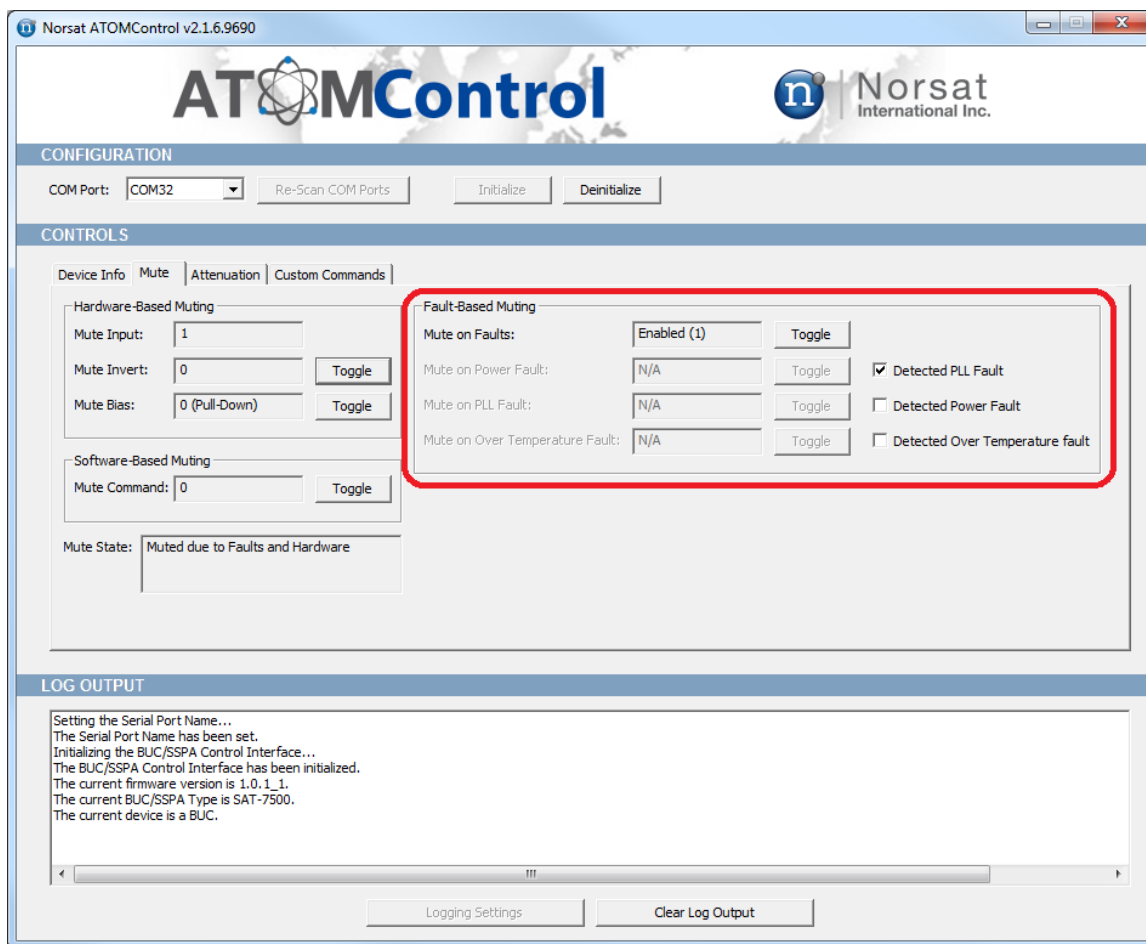 Norsat ATOMControl v2.1.6.9690
ATOMControl
n Norsat International Inc.
CONFIGURATION
COM Port: COM32 Re-Scan COM Ports Initialize Deinitialize
CONTROLS
Device Info Mute Attenuation Custom Commands
Hardware-Based Muting
Mute Input: 1
Mute Invert: 0 Toggle
Mute Bias: 0 (Pull-Down) Toggle
Software-Based Muting
Mute Command: 0 Toggle
Mute State: Muted due to Faults and Hardware
Fault-Based Muting
Mute on Faults: Enabled (1) Toggle
Mute on Power Fault: N/A Toggle Detected PLL Fault
Mute on PLL Fault: N/A Toggle Detected Power Fault
Mute on Over Temperature Fault: N/A Toggle Detected Over Temperature fault
LOG OUTPUT
Setting the Serial Port Name...
The Serial Port Name has been set.
Initializing the BUC/SSPA Control Interface...
The BUC/SSPA Control Interface has been initialized.
The current firmware version is 1.0.1_1.
The current BUC/SSPA Type is SAT-7500.
The current device is a BUC.
Logging Settings Clear Log Output